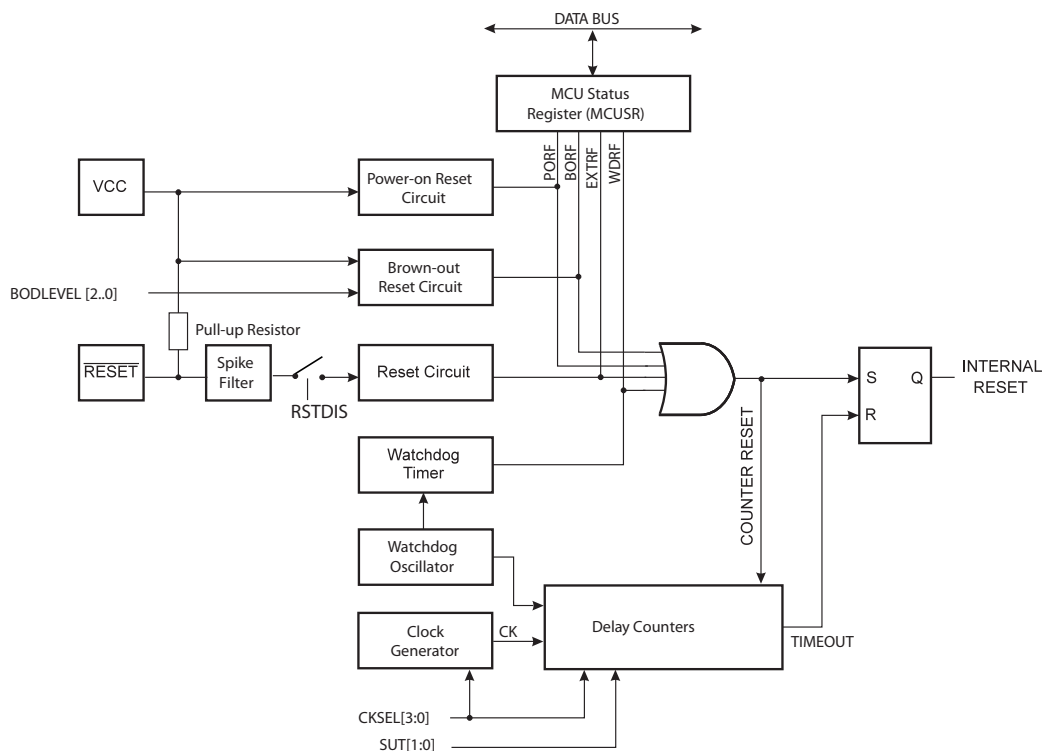 DATA BUS
MCU Status
Register (MCUSR)
PORF
BORF
EXTRF
WDRF
VCC
Power-on Reset
Circuit
Brown-out
Reset Circuit
BODLEVEL [2..0]
Pull-up Resistor
RESET
Spike
Filter
RSTDIS
Reset Circuit
S
Q
R
INTERNAL
RESET
Watchdog
Timer
COUNTER RESET
Watchdog
Oscillator
Clock
Generator
CK
Delay Counters
TIMEOUT
CKSEL[3:0]
SUT[1:0]